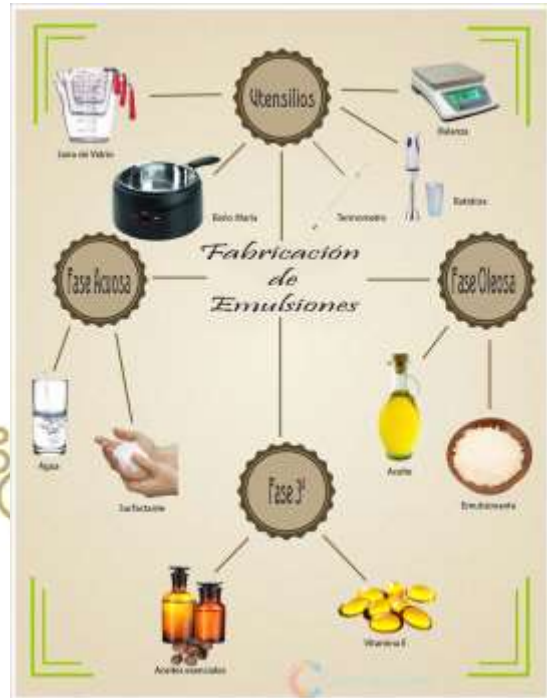 Utensilios
Jarra de Vidrio
Balanza
Baño María
Termometro
Batidora
Fabricación
de
Emulsiones
Fase Acuosa
Fase Oleosa
Agua
Surfactante
Aceite
Emulsionante
Fase 3ª
Aceites esenciales
Vitamina E